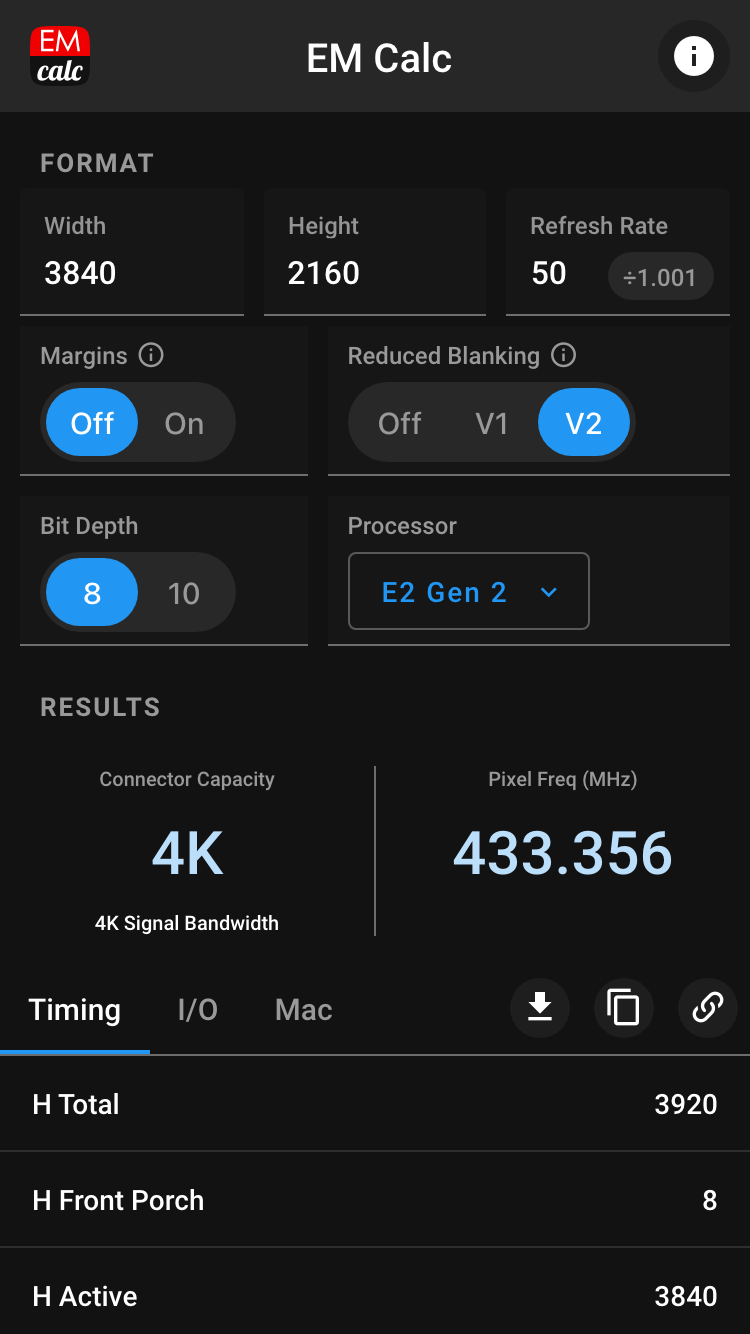 EM
calc
EM Calc
FORMAT
Width
Height
Refresh Rate
3840
2160
50
÷1.001
Margins
Reduced Blanking
Off
On
Off
V1
V2
Bit Depth
Processor
8
10
E2 Gen 2
RESULTS
Connector Capacity
Pixel Freq (MHz)
4K
433.356
4K Signal Bandwidth
Timing
I/O
Mac
H Total
3920
H Front Porch
8
H Active
3840